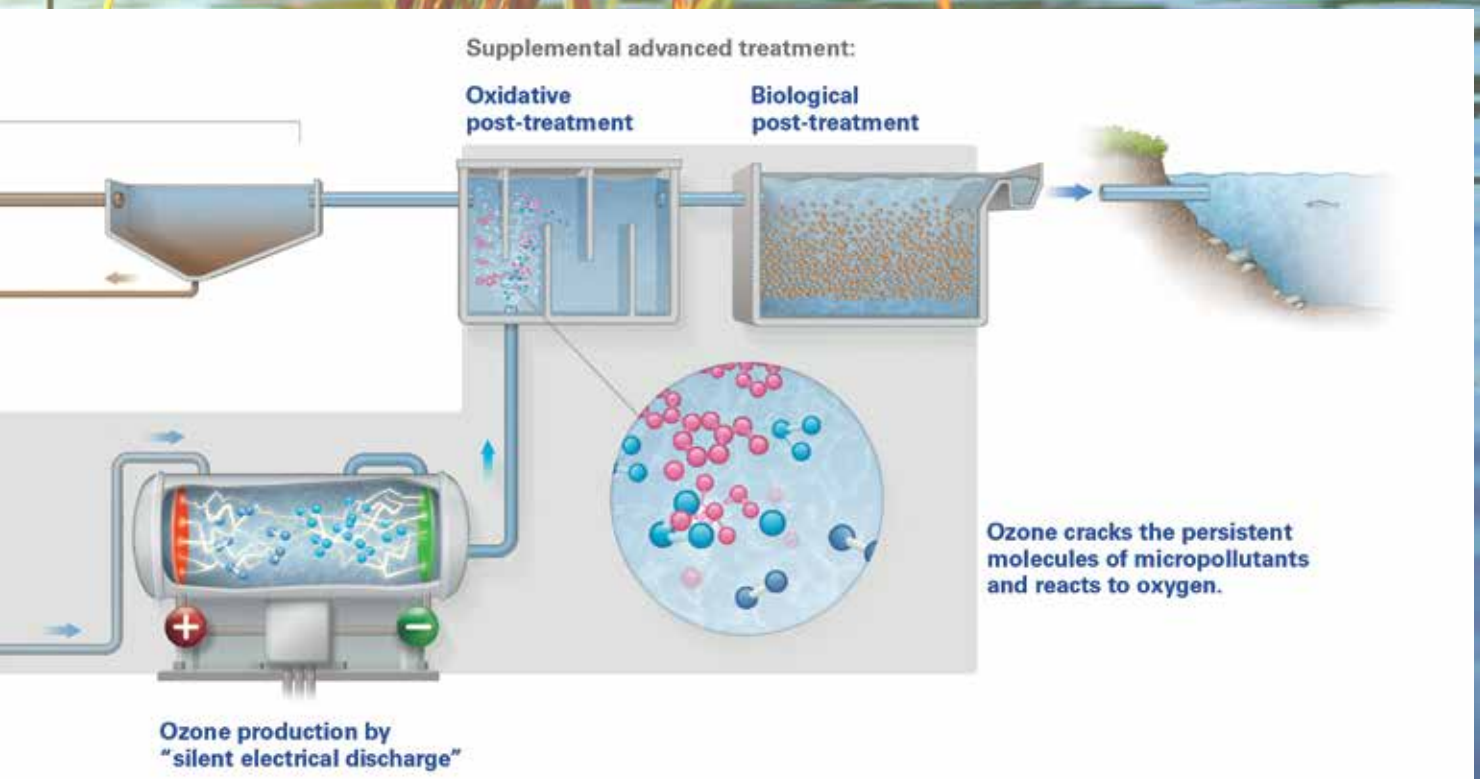 Supplemental advanced treatment:
Oxidative
post-treatment
Biological
post-treatment
Ozone cracks the persistent
molecules of micropollutants
and reacts to oxygen.
+
−
Ozone production by
“silent electrical discharge”